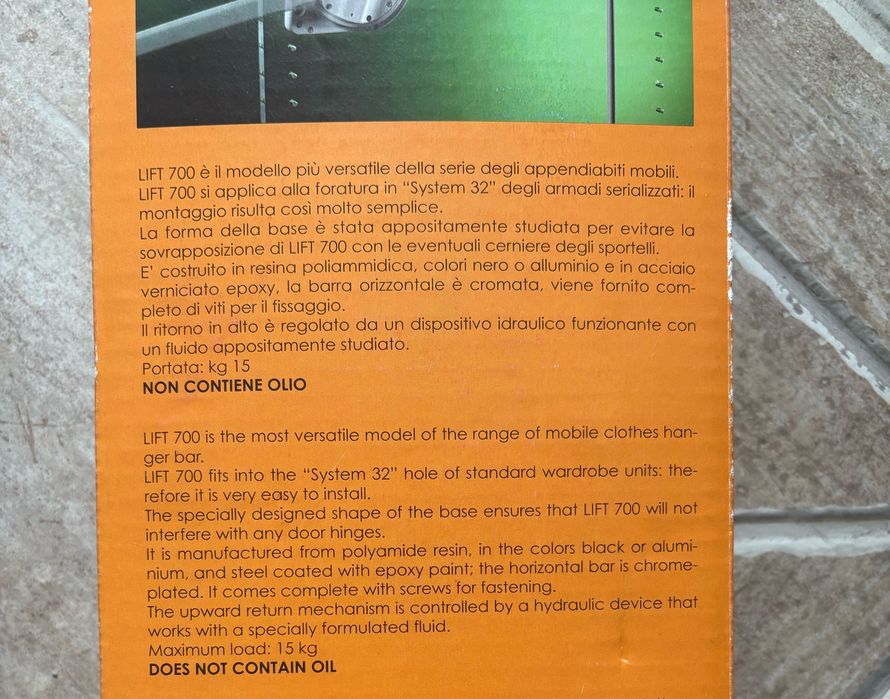 LIFT 700 è il modello più versatile della serie degli appendiabiti mobili.
LIFT 700 si applica alla foratura in “System 32” degli armadi serializzati: il
montaggio risulta così molto semplice.
La forma della base è stata appositamente studiata per evitare la
sovrapposizione di LIFT 700 con le eventuali cerniere degli sportelli.
E’ costruito in resina poliammidica, colori nero o alluminio e in acciaio
verniciato epoxy, la barra orizzontale è cromata, viene fornito com-
pleto di viti per il fissaggio.
Il ritorno in alto è regolato da un dispositivo idraulico funzionante con
un fluido appositamente studiato.
Portata: kg 15
NON CONTIENE OLIO
LIFT 700 is the most versatile model of the range of mobile clothes han-
ger bar.
LIFT 700 fits into the “System 32” hole of standard wardrobe units: the-
refore it is very easy to install.
The specially designed shape of the base ensures that LIFT 700 will not
interfere with any door hinges.
It is manufactured from polyamide resin, in the colors black or alumi-
nium, and steel coated with epoxy paint; the horizontal bar is chrome-
plated. It comes complete with screws for fastening.
The upward return mechanism is controlled by a hydraulic device that
works with a specially formulated fluid.
Maximum load: 15 kg
DOES NOT CONTAIN OIL